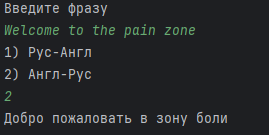 Введите фразу
Welcome to the pain zone
1) Рус-Англ
2) Англ-Рус
2
Добро пожаловать в зону боли